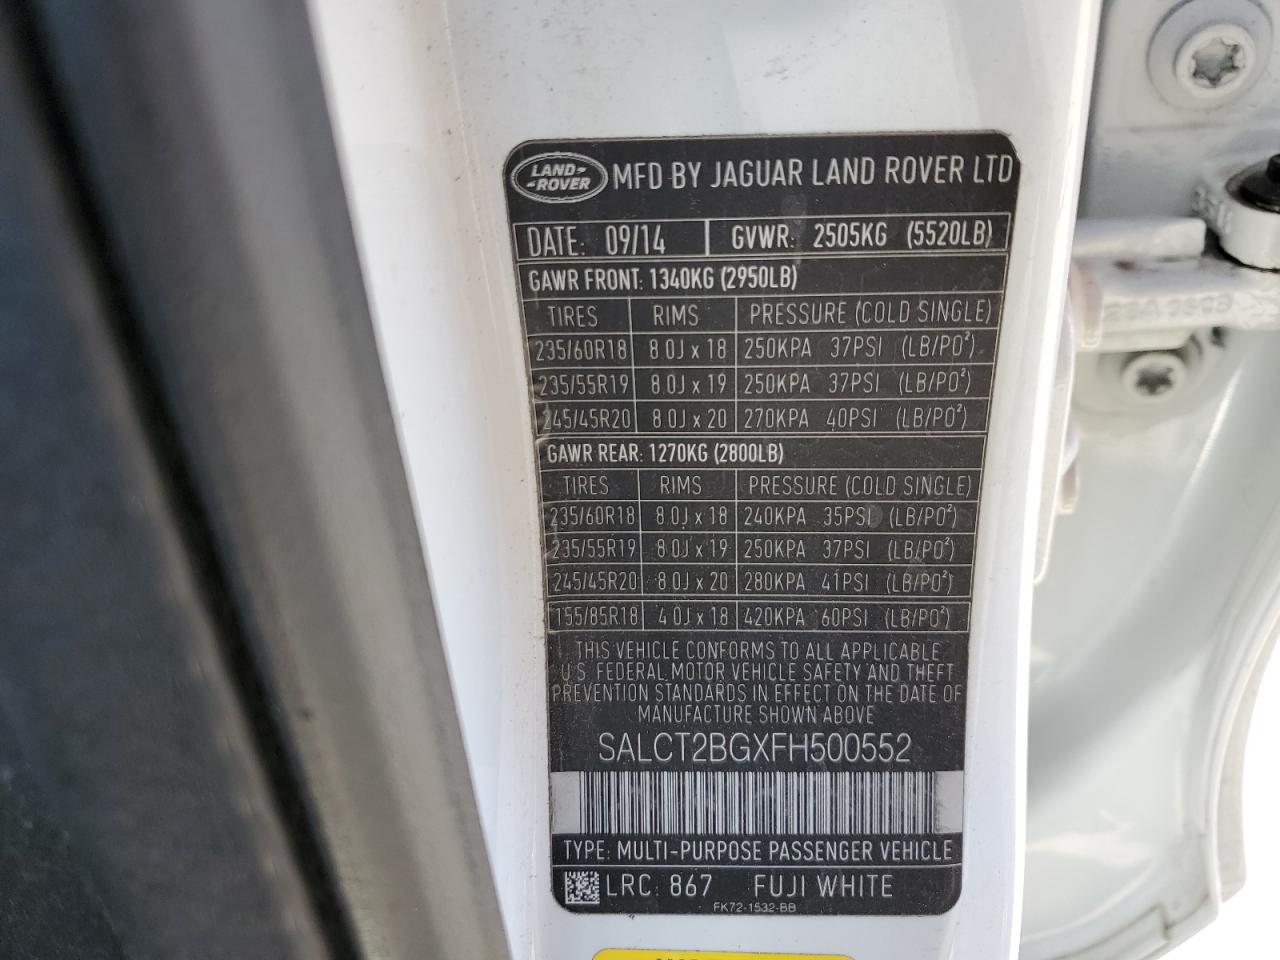 LAND-
-ROVER
MFD BY JAGUAR LAND ROVER LTD
DATE: 09/14 GVWR: 2505KG (5520LB)
GAWR FRONT: 1340KG (2950LB)
TIRES RIMS PRESSURE (COLD SINGLE)
235/60R18 8.0J x 18 250KPA 37PSI (LB/PO²)
235/55R19 8.0J x 19 250KPA 37PSI (LB/PO²)
245/45R20 8.0J x 20 270KPA 40PSI (LB/PO²)
GAWR REAR: 1270KG (2800LB)
TIRES RIMS PRESSURE (COLD SINGLE)
235/60R18 8.0J x 18 240KPA 35PSI (LB/PO²)
235/55R19 8.0J x 19 250KPA 37PSI (LB/PO²)
245/45R20 8.0J x 20 280KPA 41PSI (LB/PO²)
155/85R18 4.0J x 18 420KPA 60PSI (LB/PO²)
THIS VEHICLE CONFORMS TO ALL APPLICABLE
U.S. FEDERAL MOTOR VEHICLE SAFETY AND THEFT
PREVENTION STANDARDS IN EFFECT ON THE DATE OF
MANUFACTURE SHOWN ABOVE
SALCT2BGXFH500552
TYPE: MULTI-PURPOSE PASSENGER VEHICLE
LRC: 867 FUJI WHITE
FK72-1532-BB